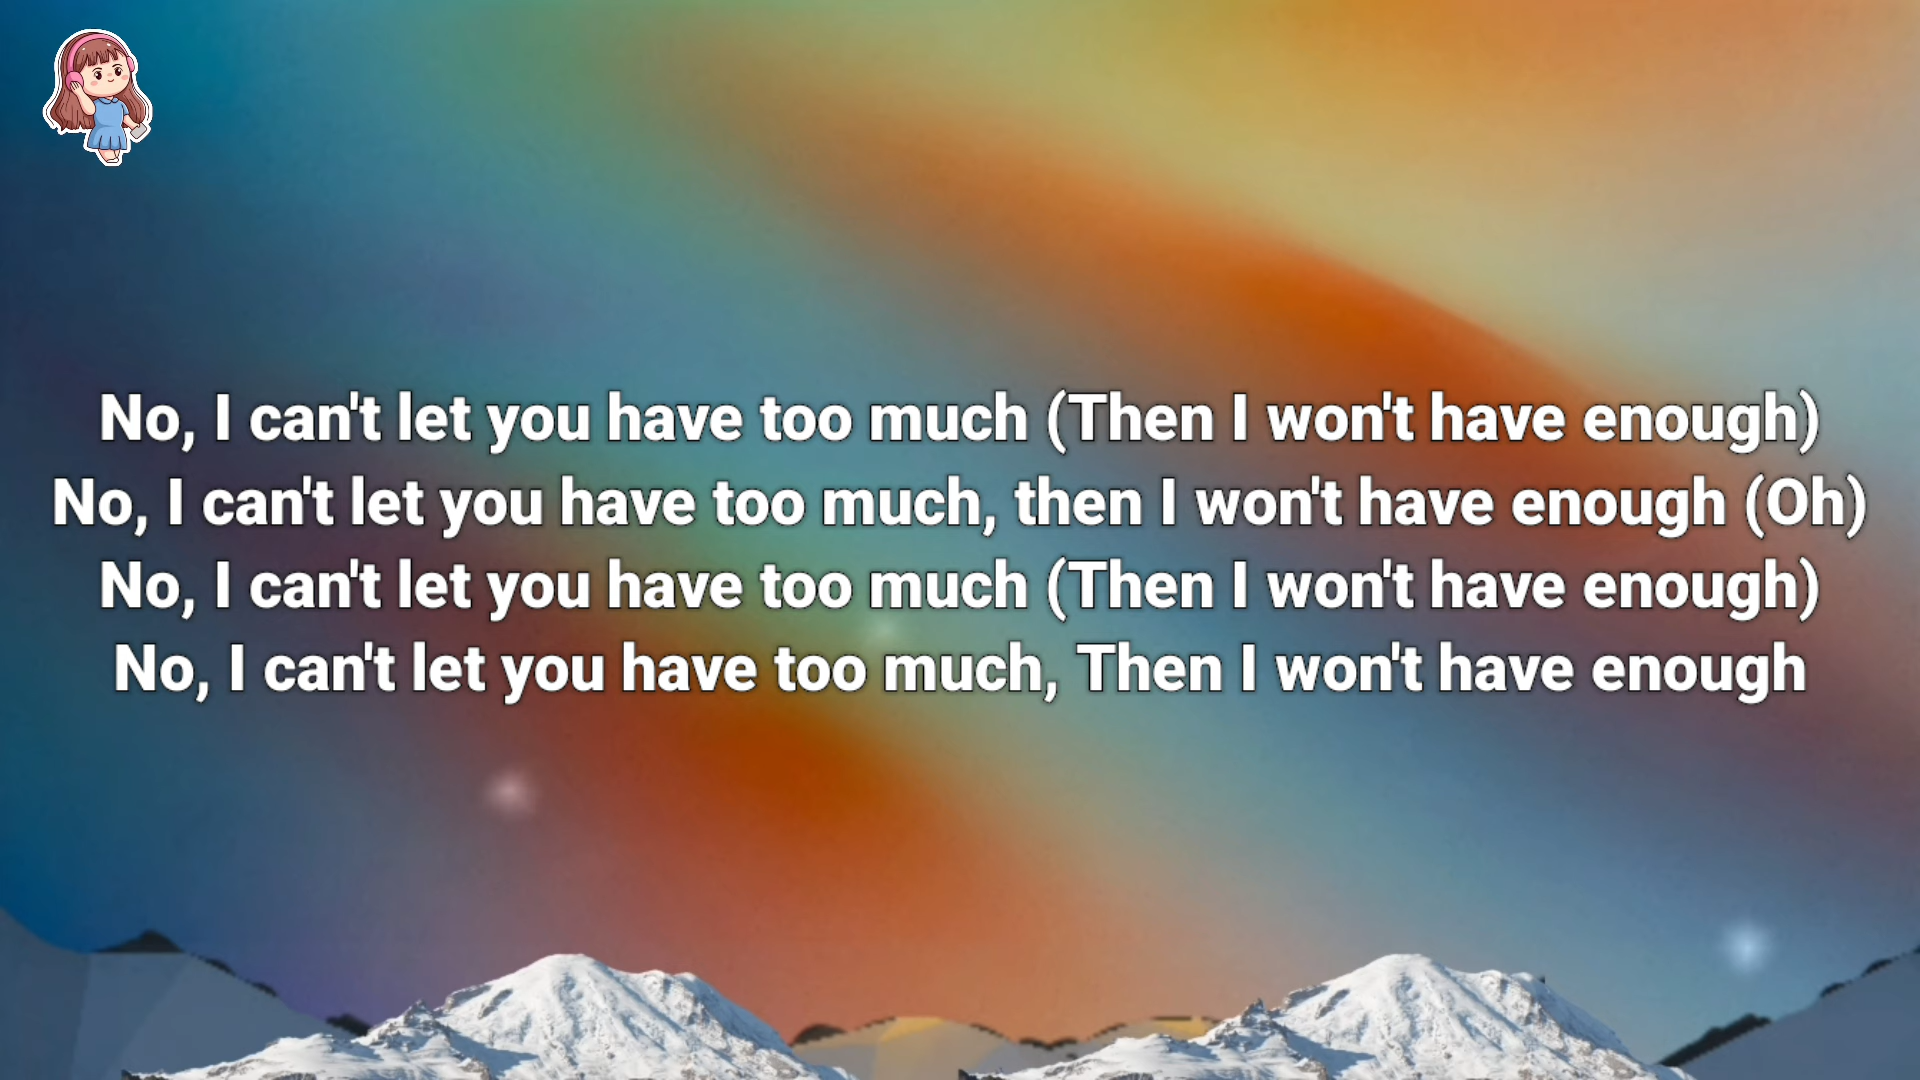 No, I can't let you have too much (Then I won't have enough)
No, I can't let you have too much, then I won't have enough (Oh)
No, I can't let you have too much (Then I won't have enough)
No, I can't let you have too much, Then I won't have enough